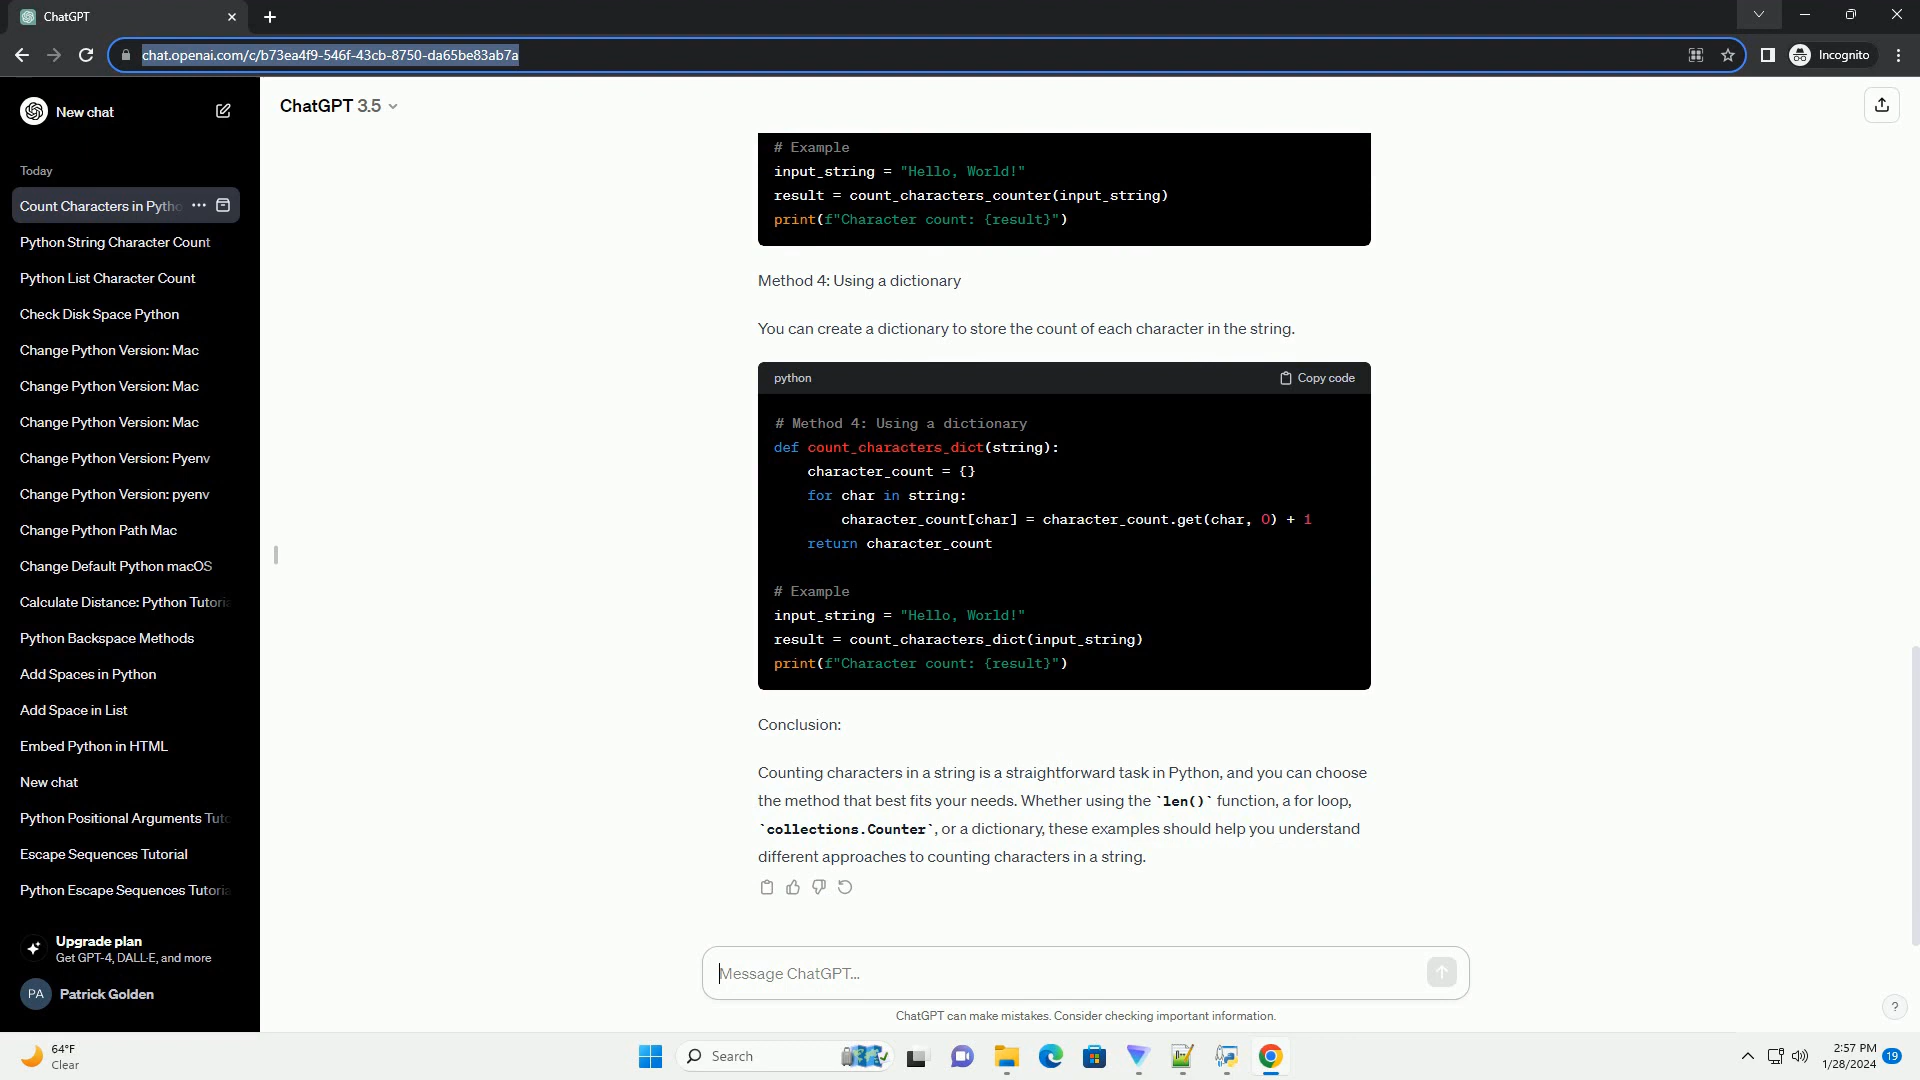 ChatGPT
chat.openai.com/c/b73ea4f9-546f-43cb-8750-da65be83ab7a
Incognito
New chat
Today
Count Characters in Pytho
Python String Character Count
Python List Character Count
Check Disk Space Python
Change Python Version: Mac
Change Python Version: Mac
Change Python Version: Mac
Change Python Version: Pyenv
Change Python Version: pyenv
Change Python Path Mac
Change Default Python macOS
Calculate Distance: Python Tutoria
Python Backspace Methods
Add Spaces in Python
Add Space in List
Embed Python in HTML
New chat
Python Positional Arguments Tuto
Escape Sequences Tutorial
Python Escape Sequences Tutoria
Upgrade plan
Get GPT-4, DALL·E, and more
PA Patrick Golden
ChatGPT 3.5
# Example
input_string = "Hello, World!"
result = count_characters_counter(input_string)
print(f"Character count: {result}")
Method 4: Using a dictionary
You can create a dictionary to store the count of each character in the string.
python
Copy code
# Method 4: Using a dictionary
def count_characters_dict(string):
    character_count = {}
    for char in string:
        character_count[char] = character_count.get(char, 0) + 1
    return character_count
# Example
input_string = "Hello, World!"
result = count_characters_dict(input_string)
print(f"Character count: {result}")
Conclusion:
Counting characters in a string is a straightforward task in Python, and you can choose
the method that best fits your needs. Whether using the `len()` function, a for loop,
`collections.Counter`, or a dictionary, these examples should help you understand
different approaches to counting characters in a string.
Message ChatGPT...
ChatGPT can make mistakes. Consider checking important information.
?
64°F
Clear
Search
2:57 PM
1/28/2024
19